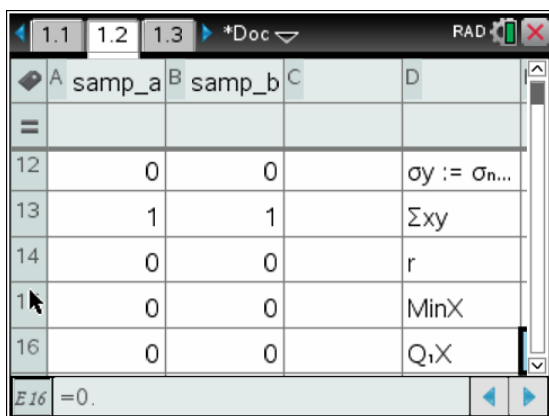 1.1 1.2 1.3 *Doc RAD
A samp_a B samp_b C D
=
12 0 0 σy := σn...
13 1 1 Σxy
14 0 0 r
0 0 MinX
16 0 0 Q₁X
E16 =0.